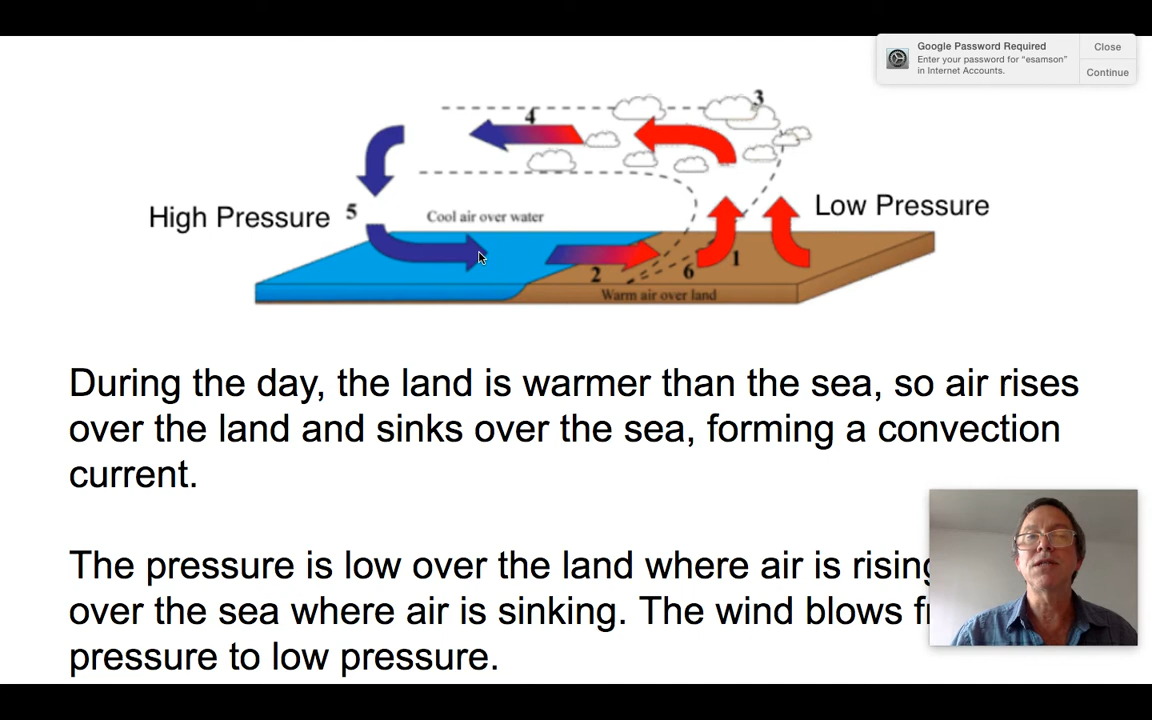 Google Password Required
Close
Enter your password for "esamson"
in Internet Accounts.
Continue
3
4
High Pressure
5
Cool air over water
Low Pressure
2
6
1
Warm air over land
During the day, the land is warmer than the sea, so air rises
over the land and sinks over the sea, forming a convection
current.
The pressure is low over the land where air is rising
over the sea where air is sinking. The wind blows
pressure to low pressure.